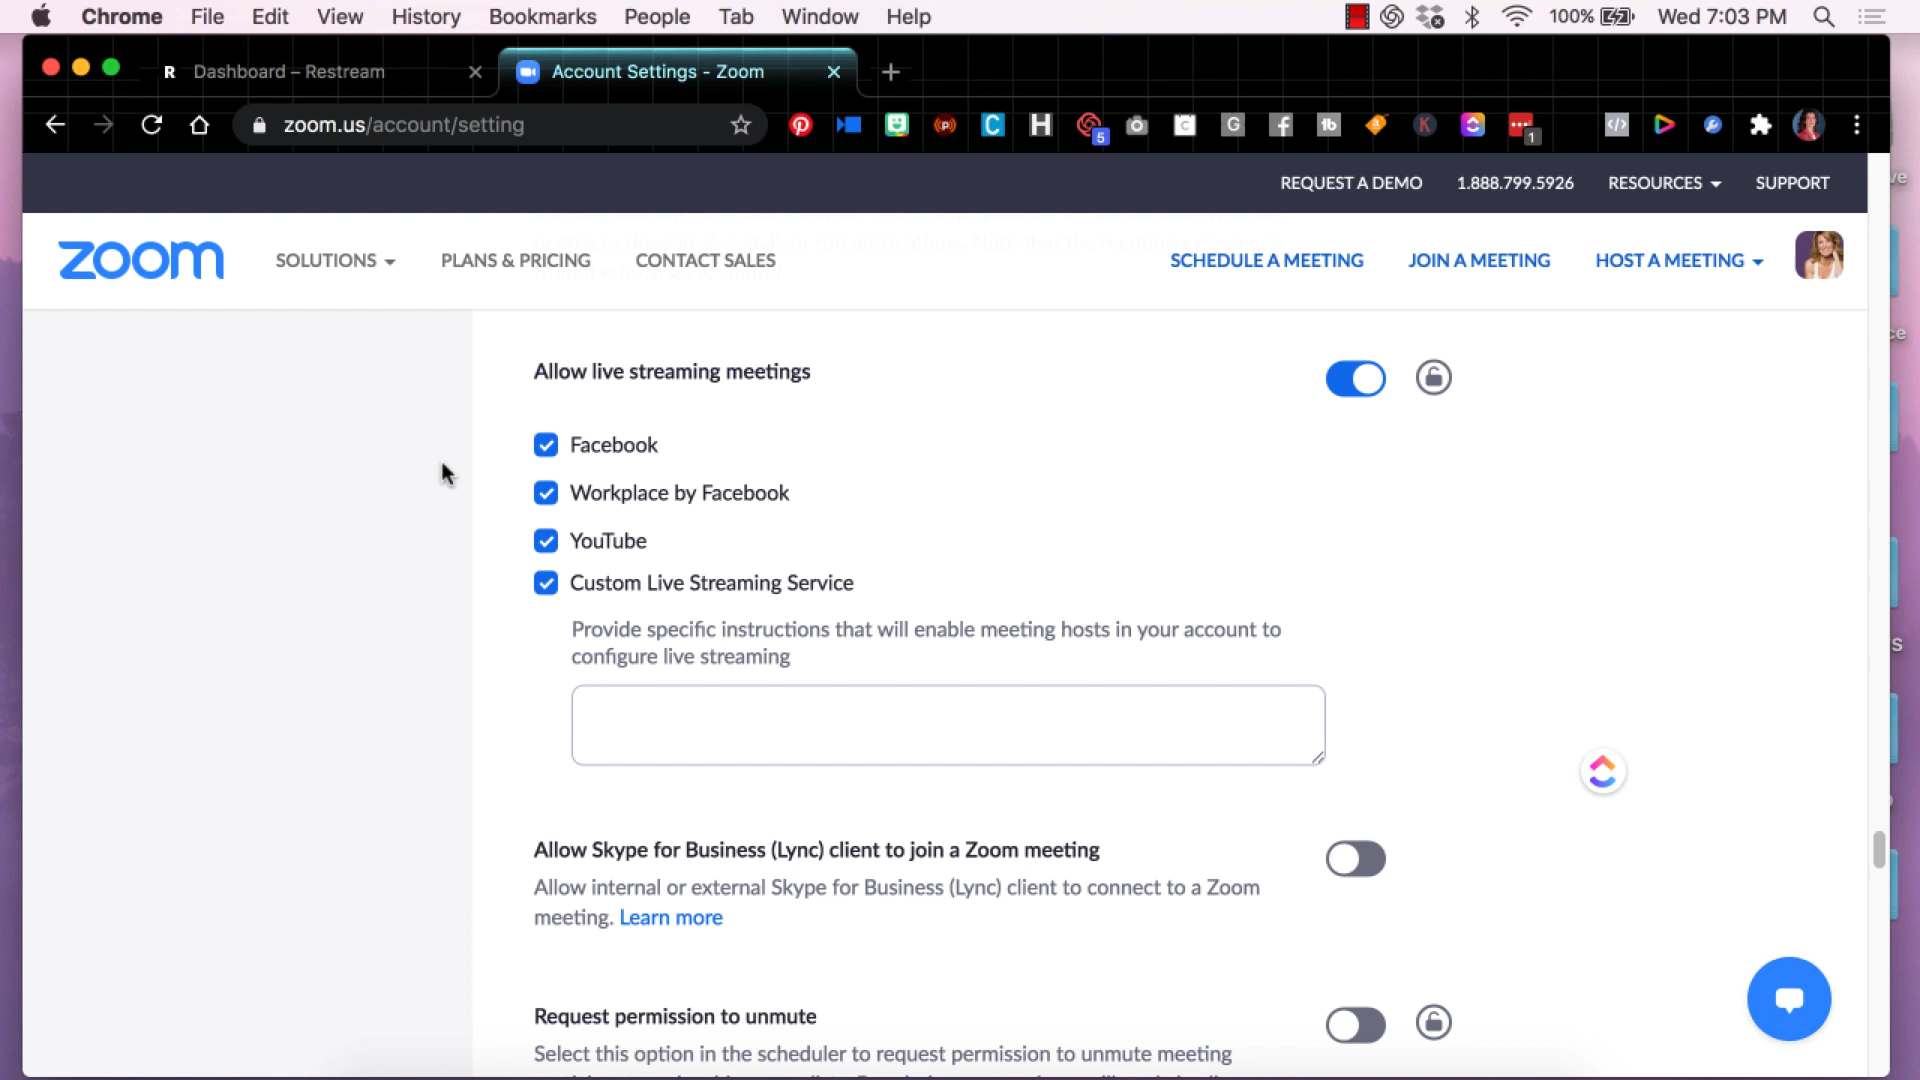 Chrome File Edit View History Bookmarks People Tab Window Help 100% Wed 7:03 PM
R Dashboard – Restream Account Settings - Zoom
zoom.us/account/setting
5
1
REQUEST A DEMO 1.888.799.5926 RESOURCES SUPPORT
zoom SOLUTIONS PLANS & PRICING CONTACT SALES SCHEDULE A MEETING JOIN A MEETING HOST A MEETING
Allow live streaming meetings
Facebook
Workplace by Facebook
YouTube
Custom Live Streaming Service
Provide specific instructions that will enable meeting hosts in your account to
configure live streaming
Allow Skype for Business (Lync) client to join a Zoom meeting
Allow internal or external Skype for Business (Lync) client to connect to a Zoom
meeting. Learn more
Request permission to unmute
Select this option in the scheduler to request permission to unmute meeting